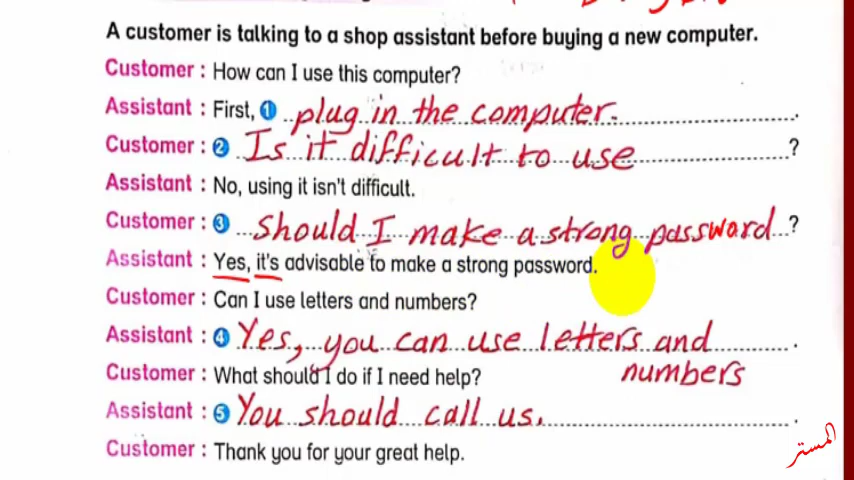 A customer is talking to a shop assistant before buying a new computer.
Customer : How can I use this computer?
Assistant : First, 1 plug in the computer.
Customer : 2 Is it difficult to use ?
Assistant : No, using it isn't difficult.
Customer : 3 should I make a strong password ?
Assistant : Yes, it's advisable to make a strong password.
Customer : Can I use letters and numbers?
Assistant : 4 Yes, you can use letters and .
numbers
Customer : What should I do if I need help?
Assistant : 5 You should call us. .
Customer : Thank you for your great help.
المستر